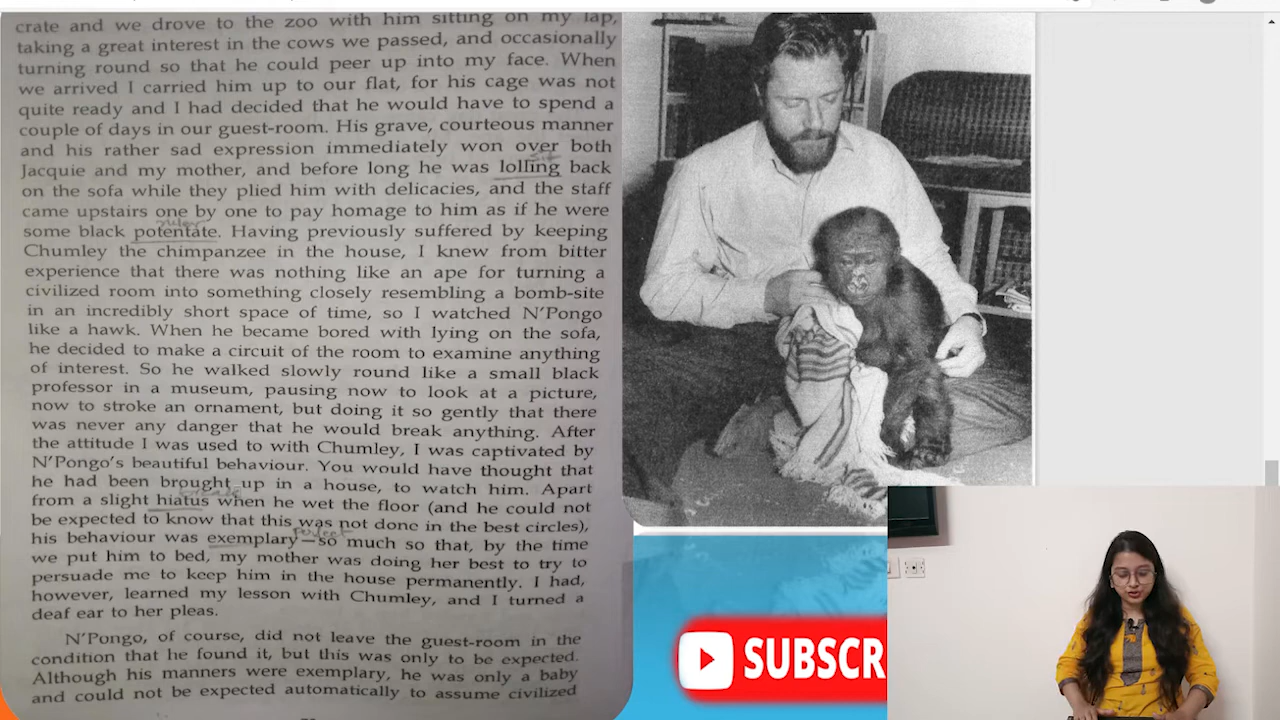 crate and we drove to the zoo with him sitting on my lap,
taking a great interest in the cows we passed, and occasionally
turning round so that he could peer up into my face. When
we arrived I carried him up to our flat, for his cage was not
quite ready and I had decided that he would have to spend a
couple of days in our guest-room. His grave, courteous manner
and his rather sad expression immediately won over both
Jacquie and my mother, and before long he was lolling back
on the sofa while they plied him with delicacies, and the staff
came upstairs one by one to pay homage to him as if he were
some black potentate. Having previously suffered by keeping
Chumley the chimpanzee in the house, I knew from bitter
experience that there was nothing like an ape for turning a
civilized room into something closely resembling a bomb-site
in an incredibly short space of time, so I watched N'Pongo
like a hawk. When he became bored with lying on the sofa,
he decided to make a circuit of the room to examine anything
of interest. So he walked slowly round like a small black
professor in a museum, pausing now to look at a picture,
now to stroke an ornament, but doing it so gently that there
was never any danger that he would break anything. After
the attitude I was used to with Chumley, I was captivated by
N'Pongo's beautiful behaviour. You would have thought that
he had been brought up in a house, to watch him. Apart
from a slight hiatus when he wet the floor (and he could not
be expected to know that this was not done in the best circles),
perfect
his behaviour was exemplary—so much so that, by the time
we put him to bed, my mother was doing her best to try to
persuade me to keep him in the house permanently. I had,
however, learned my lesson with Chumley, and I turned a
deaf ear to her pleas.
N'Pongo, of course, did not leave the guest-room in the
condition that he found it, but this was only to be expected.
Although his manners were exemplary, he was only a baby
and could not be expected automatically to assume civilized
SUBSCR